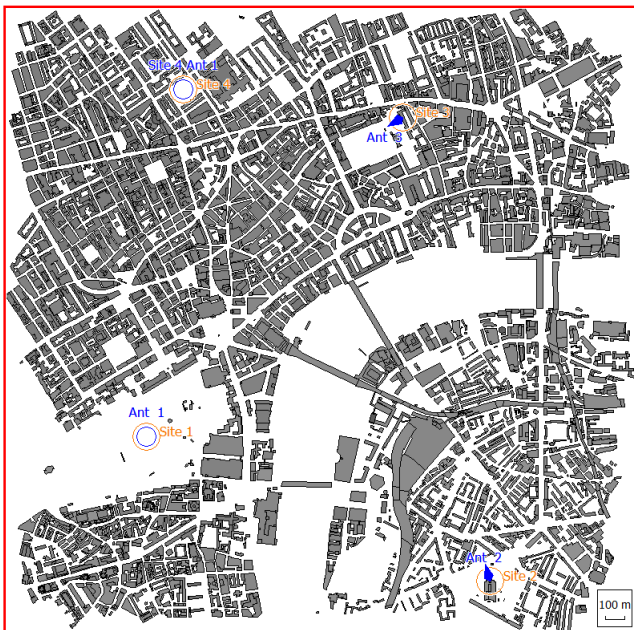 Site 4 Ant 1
Site 4
Site 3
Ant 3
Ant 1
Site 1
Ant 2
Site 2
100 m